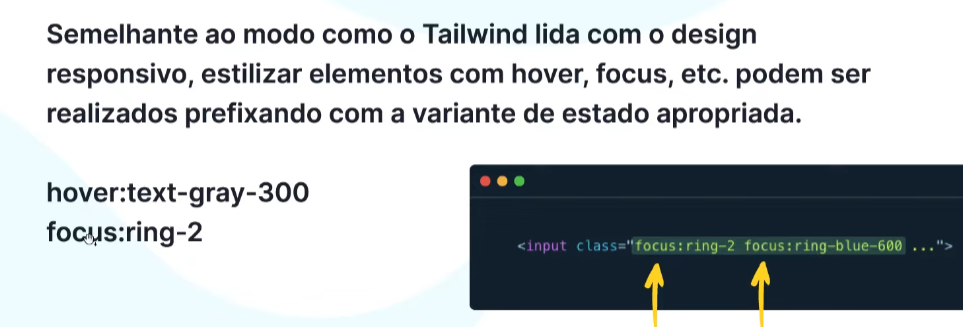 Semelhante ao modo como o Tailwind lida com o design
responsivo, estilizar elementos com hover, focus, etc. podem ser
realizados prefixando com a variante de estado apropriada.
hover:text-gray-300
focus:ring-2
<input class="focus:ring-2 focus:ring-blue-600 ...">